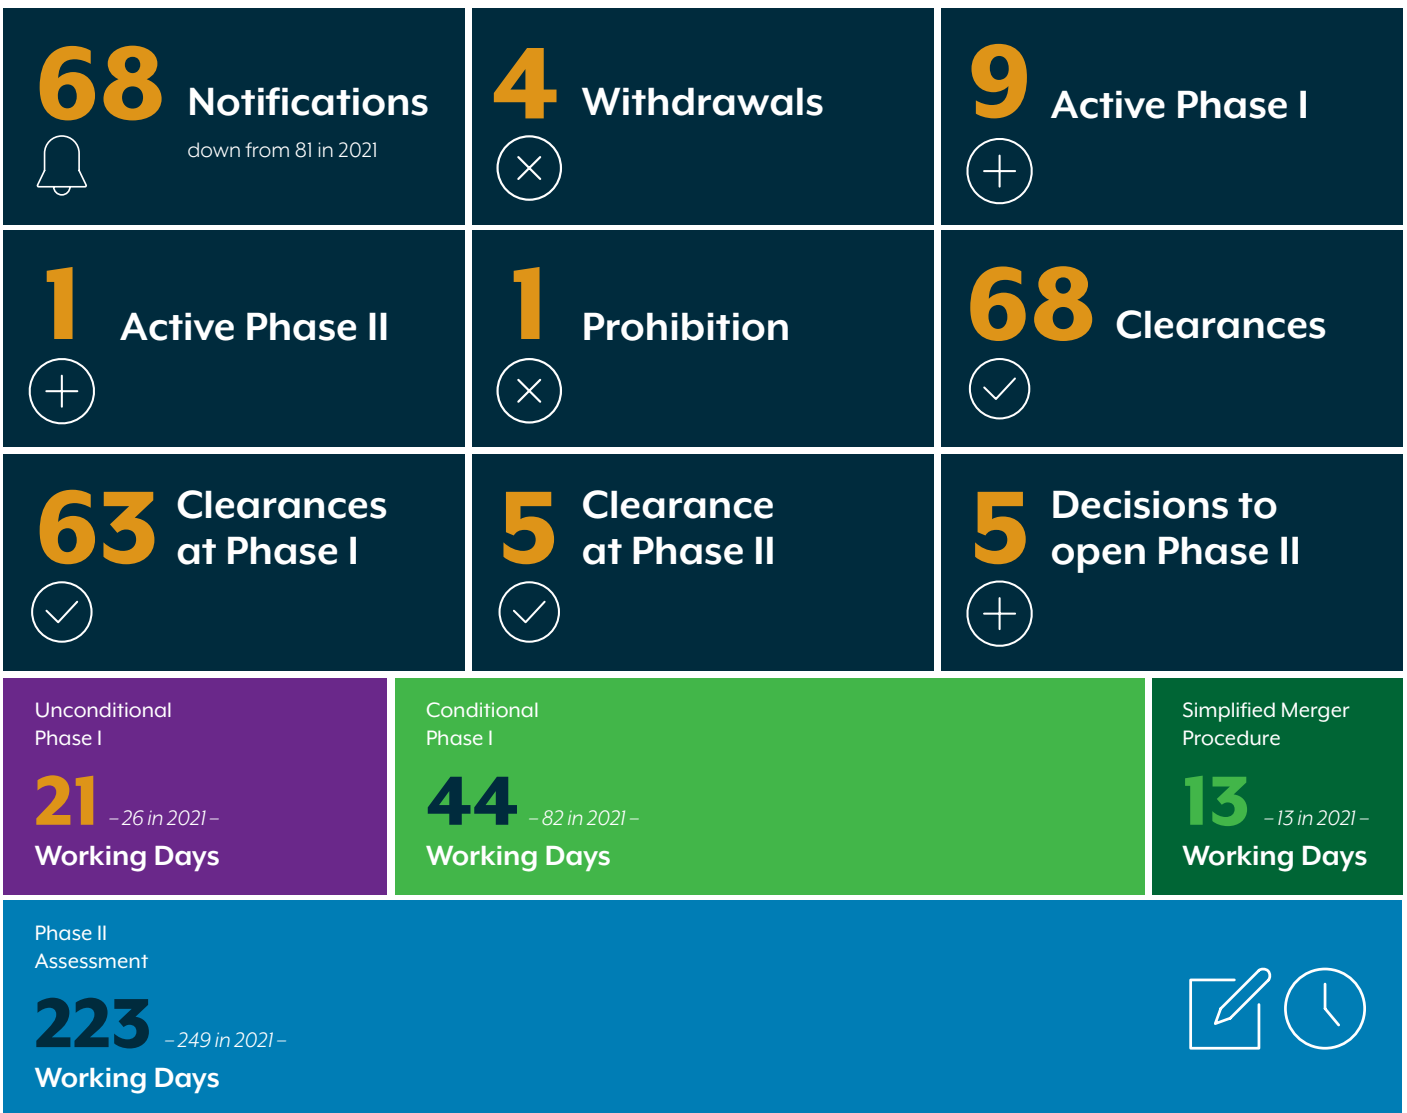 68 Notifications
down from 81 in 2021
4 Withdrawals
9 Active Phase I
1 Active Phase II
1 Prohibition
68 Clearances
63 Clearances
at Phase I
5 Clearance
at Phase II
5 Decisions to
open Phase II
Unconditional
Phase I
21 – 26 in 2021 –
Working Days
Conditional
Phase I
44 – 82 in 2021 –
Working Days
Simplified Merger
Procedure
13 – 13 in 2021 –
Working Days
Phase II
Assessment
223 – 249 in 2021 –
Working Days